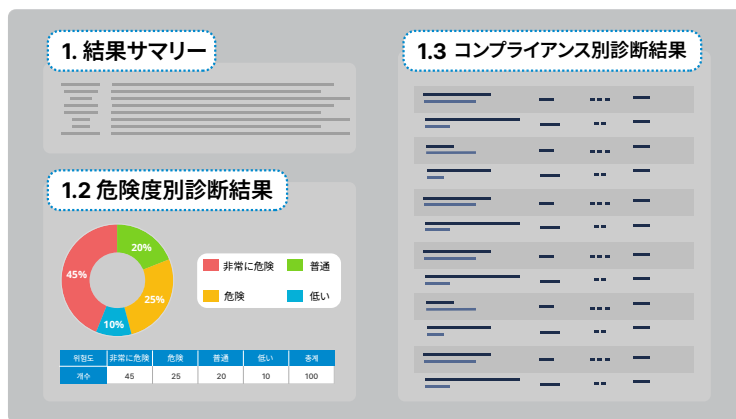 1. 結果サマリー
1.2 危険度別診断結果
20%
45%
25%
10%
非常に危険 普通
危険 低い
위험도 非常に危険 危険 普通 低い 총계
개수 45 25 20 10 100
1.3 コンプライアンス別診断結果